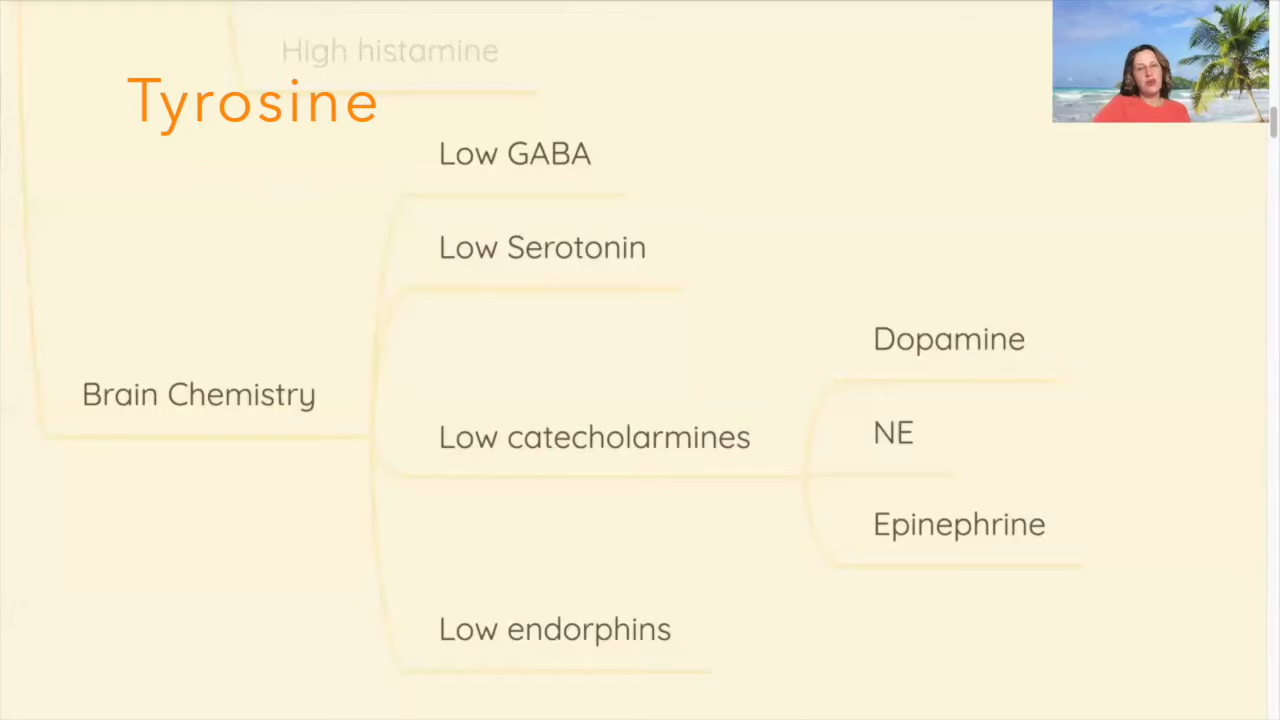 High histamine
Tyrosine
Low GABA
Low Serotonin
Dopamine
Brain Chemistry
NE
Low catecholarmines
Epinephrine
Low endorphins